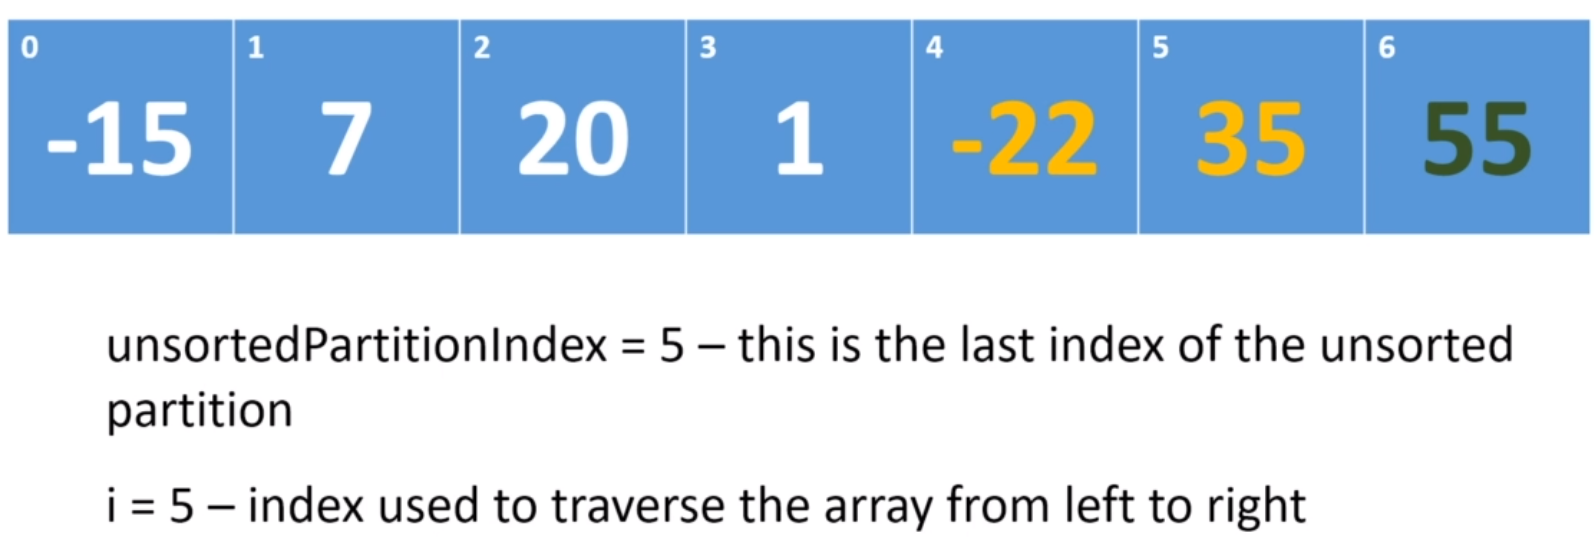 0 1 2 3 4 5 6
-15 7 20 1 -22 35 55
unsortedPartitionIndex = 5 – this is the last index of the unsorted
partition
i = 5 – index used to traverse the array from left to right